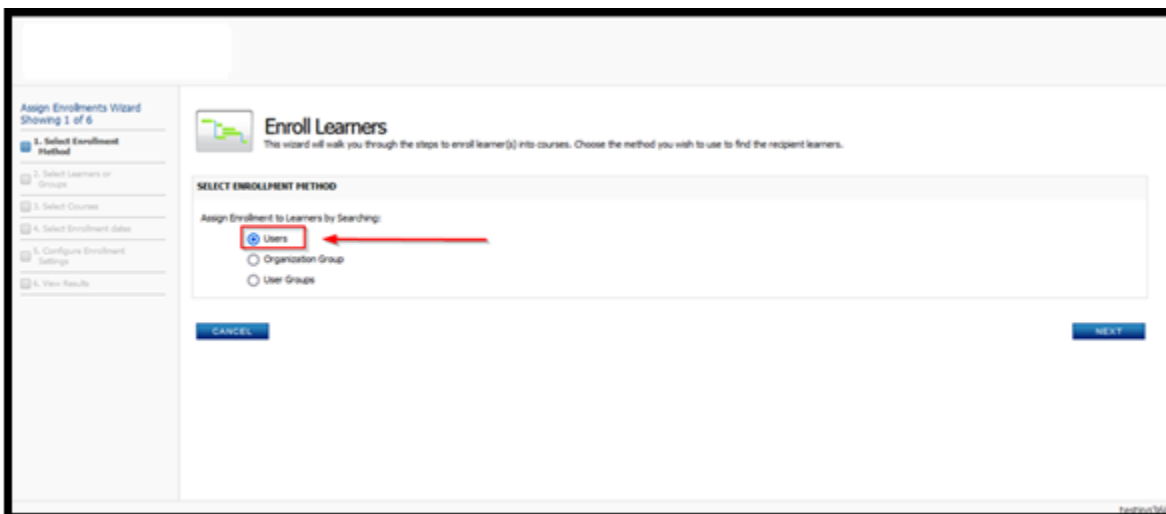 Assign Enrollments Wizard
Showing 1 of 6
1. Select Enrollment
Method
2. Select Learners or
Groups
3. Select Courses
4. Select Enrollment dates
5. Configure Enrollment
Settings
6. View Results
Enroll Learners
This wizard will walk you through the steps to enroll learner(s) into courses. Choose the method you wish to use to find the recipient learners.
SELECT ENROLLMENT METHOD
Assign Enrollment to Learners by Searching:
Users
Organization Group
User Groups
CANCEL
NEXT